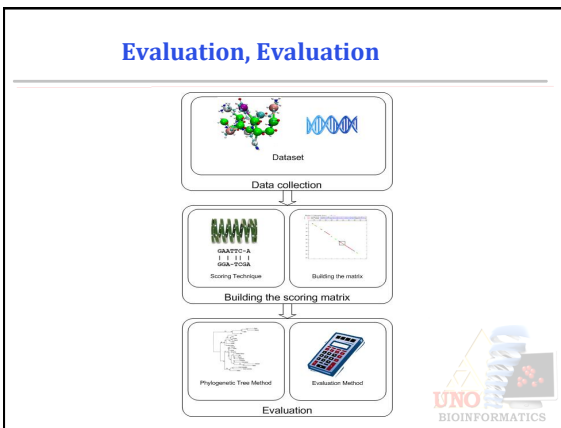 Evaluation, Evaluation
Dataset
Data collection
GAATTC-A
GGA-TCGA
Scoring Technique
Building the matrix
Building the scoring matrix
Phylogenetic Tree Method
Evaluation Method
Evaluation
UNO
BIOINFORMATICS